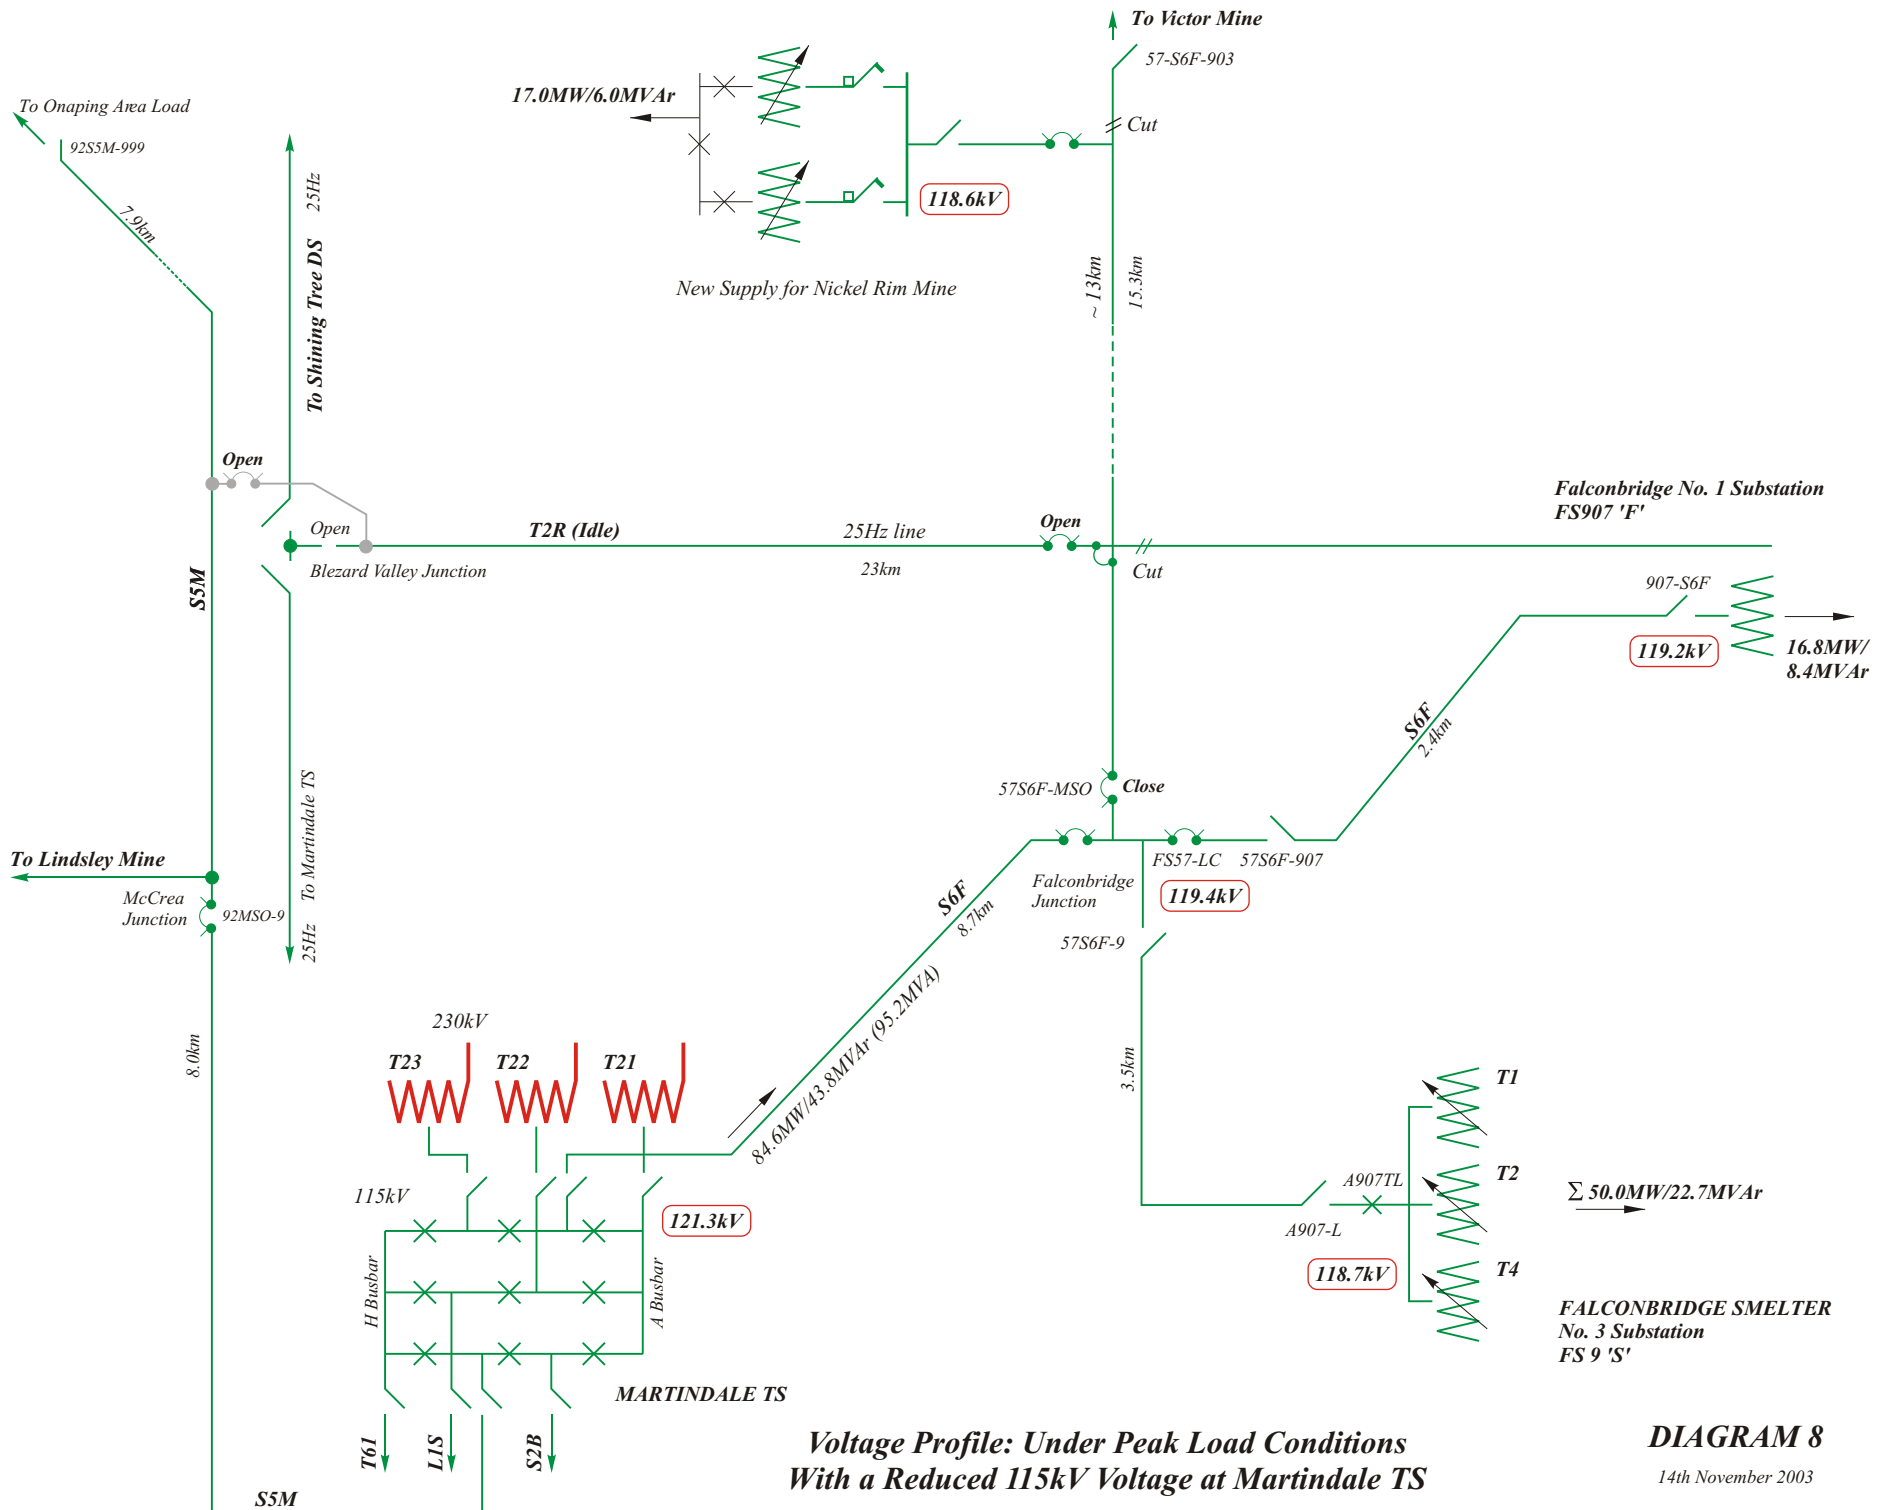 To Victor Mine
57-S6F-903
17.0MW/6.0MVAr
Cut
To Onaping Area Load
92S5M-999
7.9km
25Hz
To Shining Tree DS
118.6kV
New Supply for Nickel Rim Mine
~ 13km
15.3km
Open
Open
T2R (Idle)
25Hz line
23km
Blezard Valley Junction
Open
Cut
Falconbridge No. 1 Substation
FS907 'F'
907-S6F
119.2kV
16.8MW/
8.4MVAr
S5M
S6F
2.4km
57S6F-MSO
Close
To Lindsley Mine
McCrea
Junction
92MSO-9
25Hz To Martindale TS
FS57-LC
57S6F-907
Falconbridge
Junction
119.4kV
57S6F-9
S6F
8.7km
84.6MW/43.8MVAr (95.2MVA)
8.0km
230kV
T23
T22
T21
3.5km
115kV
121.3kV
H Busbar
A Busbar
A907TL
A907-L
118.7kV
T1
T2
T4
Σ 50.0MW/22.7MVAr
FALCONBRIDGE SMELTER
No. 3 Substation
FS 9 'S'
MARTINDALE TS
T61
L1S
S2B
S5M
Voltage Profile: Under Peak Load Conditions
With a Reduced 115kV Voltage at Martindale TS
DIAGRAM 8
14th November 2003